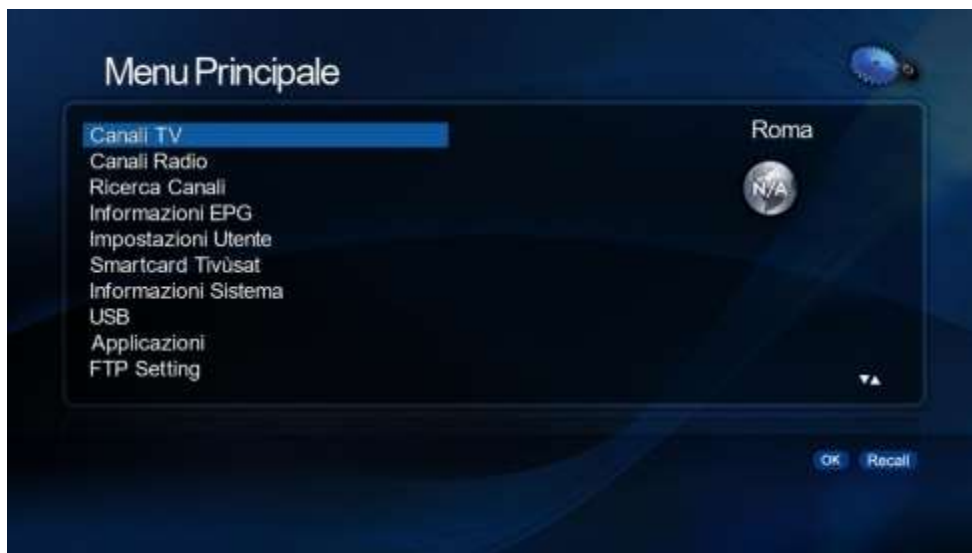 Menu Principale
Canali TV
Roma
Canali Radio
Ricerca Canali
N/A
Informazioni EPG
Impostazioni Utente
Smartcard Tivùsat
Informazioni Sistema
USB
Applicazioni
FTP Setting
OK Recall